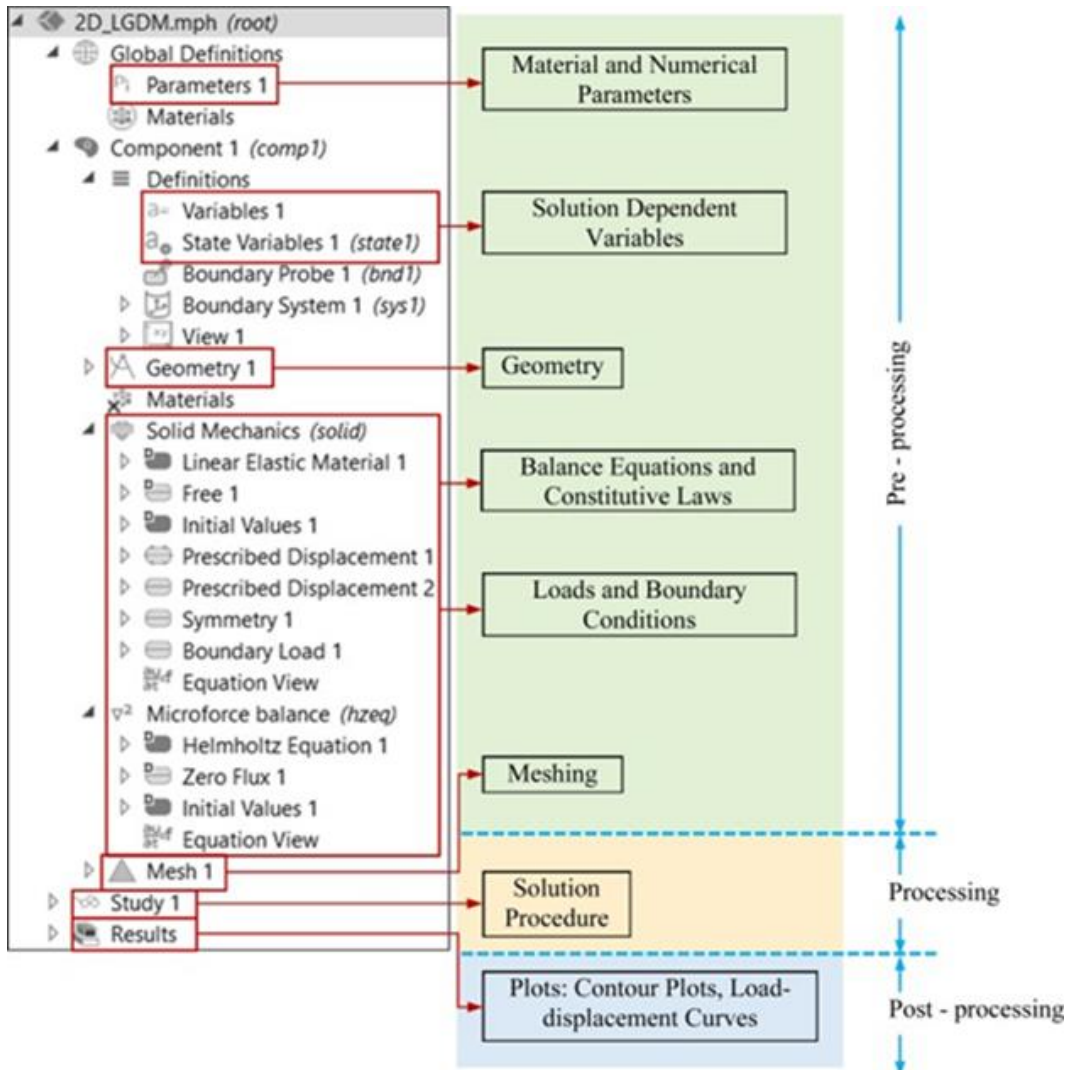 2D_LGDM.mph (root)
Global Definitions
Parameters 1
Materials
Component 1 (comp1)
Definitions
Variables 1
State Variables 1 (state1)
Boundary Probe 1 (bnd1)
Boundary System 1 (sys1)
View 1
Geometry 1
Materials
Solid Mechanics (solid)
Linear Elastic Material 1
Free 1
Initial Values 1
Prescribed Displacement 1
Prescribed Displacement 2
Symmetry 1
Boundary Load 1
Equation View
Microforce balance (hzeq)
Helmholtz Equation 1
Zero Flux 1
Initial Values 1
Equation View
Mesh 1
Study 1
Results
Material and Numerical
Parameters
Solution Dependent
Variables
Geometry
Balance Equations and
Constitutive Laws
Loads and Boundary
Conditions
Meshing
Solution
Procedure
Plots: Contour Plots, Load-
displacement Curves
Pre - processing
Processing
Post - processing